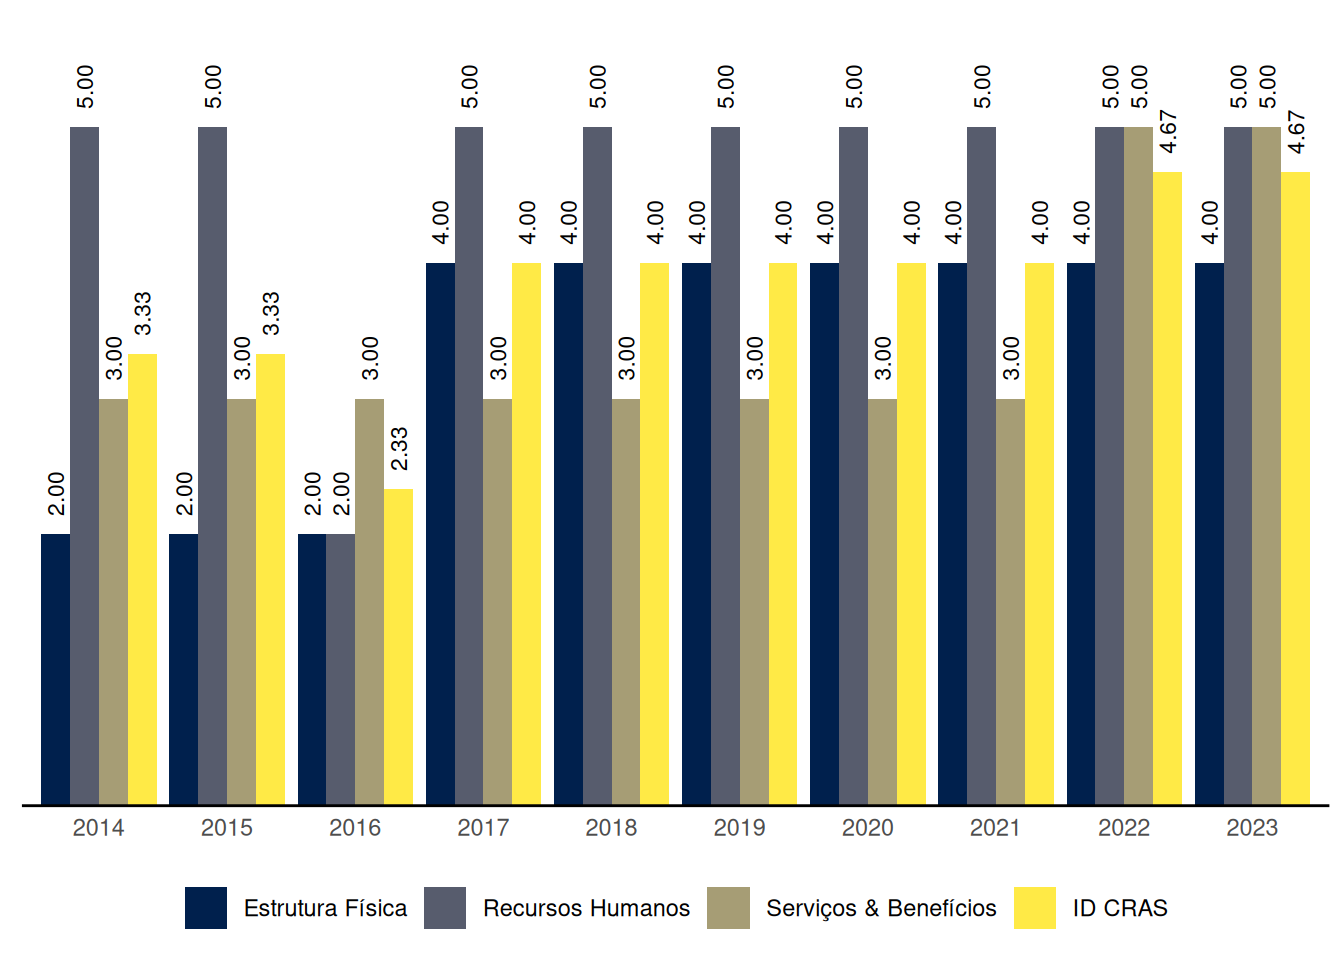 5.00 5.00 5.00 5.00 5.00 5.00 5.00 5.00 5.00 5.00 5.00
4.67 4.67
4.00 4.00 4.00 4.00 4.00 4.00 4.00 4.00 4.00 4.00 4.00 4.00
3.33 3.33
3.00 3.00 3.00 3.00 3.00 3.00 3.00 3.00
2.33
2.00 2.00 2.00 2.00
2014 2015 2016 2017 2018 2019 2020 2021 2022 2023
Estrutura Física Recursos Humanos Serviços & Benefícios ID CRAS